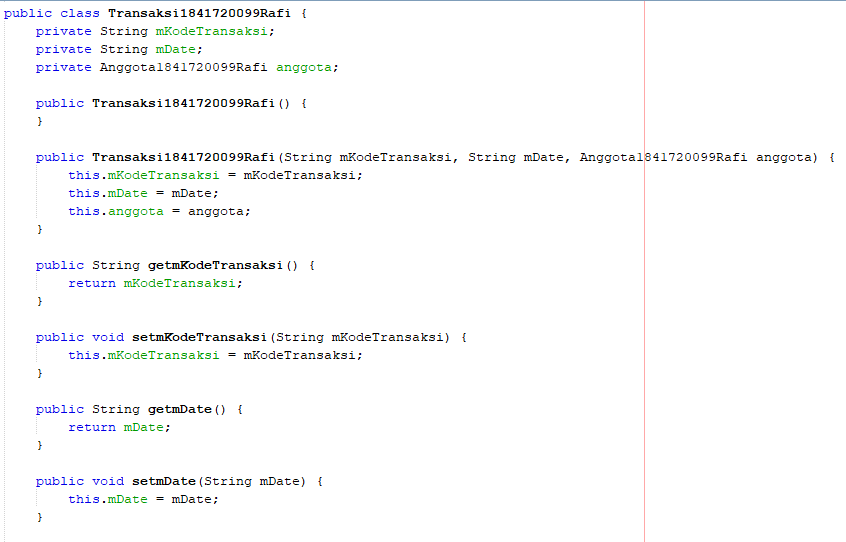 public class Transaksi1841720099Rafi {
    private String mKodeTransaksi;
    private String mDate;
    private Anggota1841720099Rafi anggota;

    public Transaksi1841720099Rafi() {
    }

    public Transaksi1841720099Rafi(String mKodeTransaksi, String mDate, Anggota1841720099Rafi anggota) {
        this.mKodeTransaksi = mKodeTransaksi;
        this.mDate = mDate;
        this.anggota = anggota;
    }

    public String getmKodeTransaksi() {
        return mKodeTransaksi;
    }

    public void setmKodeTransaksi(String mKodeTransaksi) {
        this.mKodeTransaksi = mKodeTransaksi;
    }

    public String getmDate() {
        return mDate;
    }

    public void setmDate(String mDate) {
        this.mDate = mDate;
    }